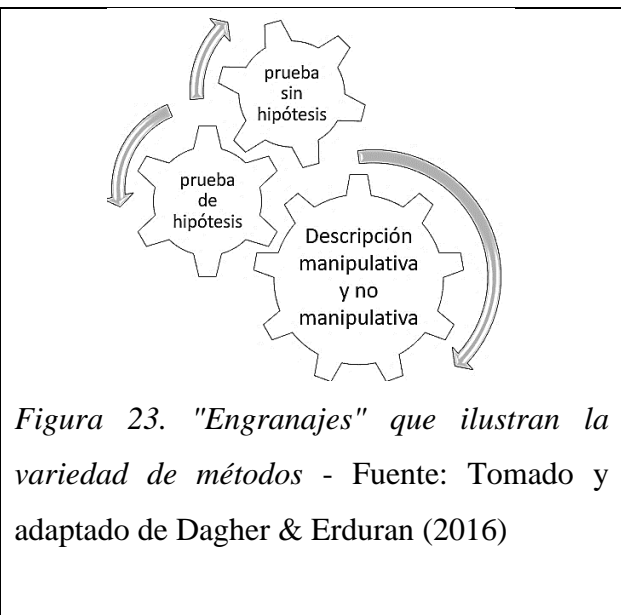 prueba
sin
hipótesis
prueba
de
hipótesis
Descripción
manipulativa
y no
manipulativa
Figura 23. "Engranajes" que ilustran la
variedad de métodos - Fuente: Tomado y
adaptado de Dagher & Erduran (2016)